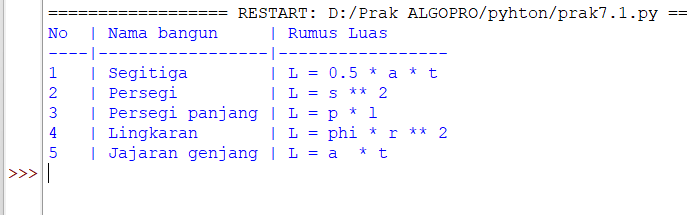 ================== RESTART: D:/Prak ALGOPRO/pyhton/prak7.1.py ==
No  | Nama bangun     | Rumus Luas
----|-----------------|-----------------
1   | Segitiga        | L = 0.5 * a * t
2   | Persegi         | L = s ** 2
3   | Persegi panjang | L = p * l
4   | Lingkaran       | L = phi * r ** 2
5   | Jajaran genjang | L = a  * t
>>>